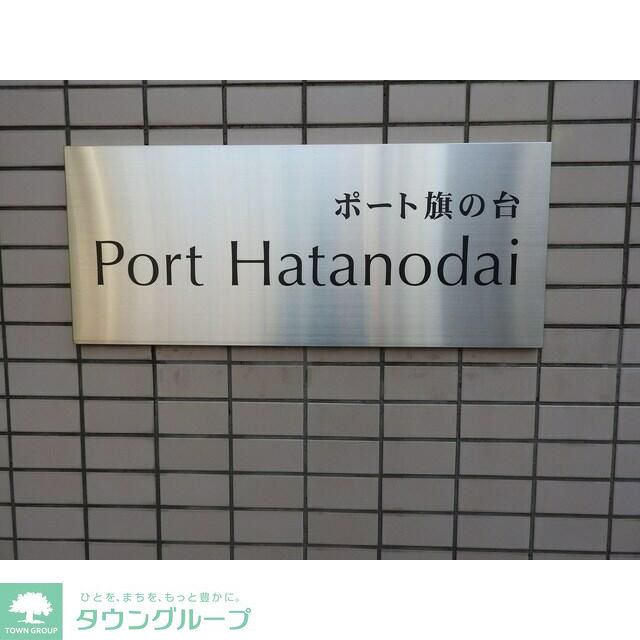 ポート旗の台
Port Hatanodai
ひとを、まちを、もっと豊かに。
タウングループ
TOWN GROUP